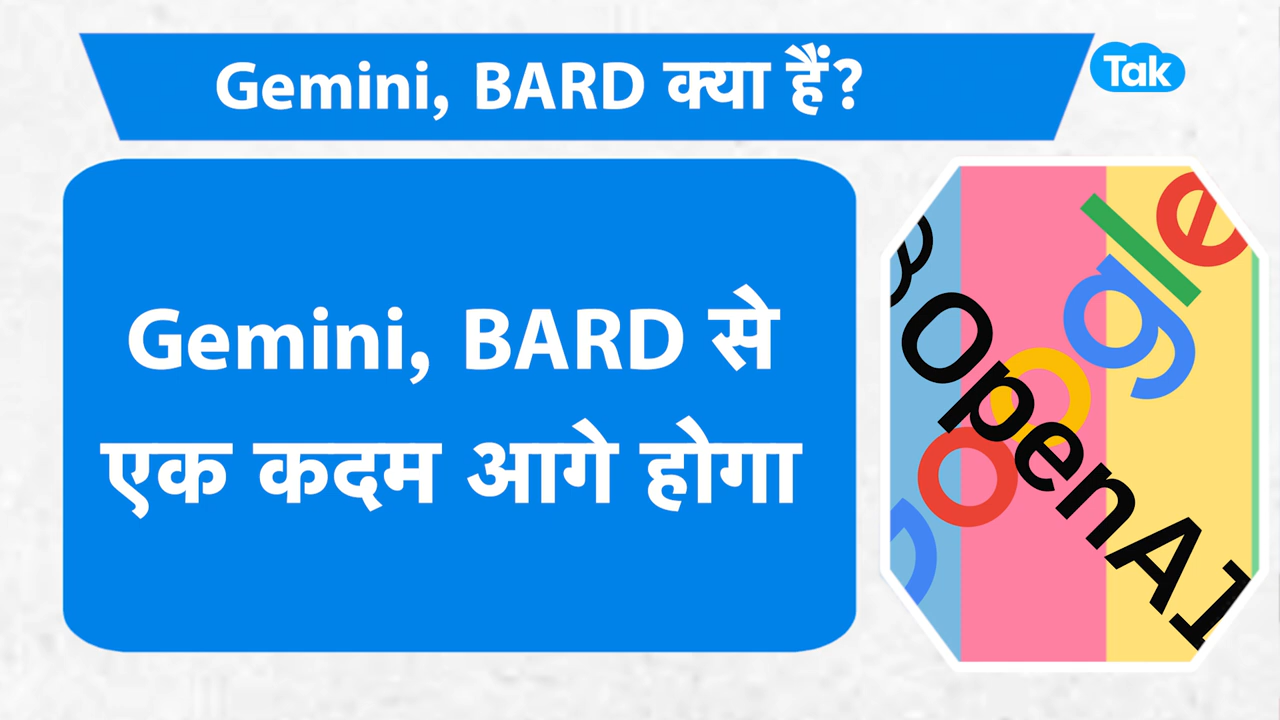 Gemini, BARD क्या हैं?
Tak
Gemini, BARD से
एक कदम आगे होगा
Google
OpenAI